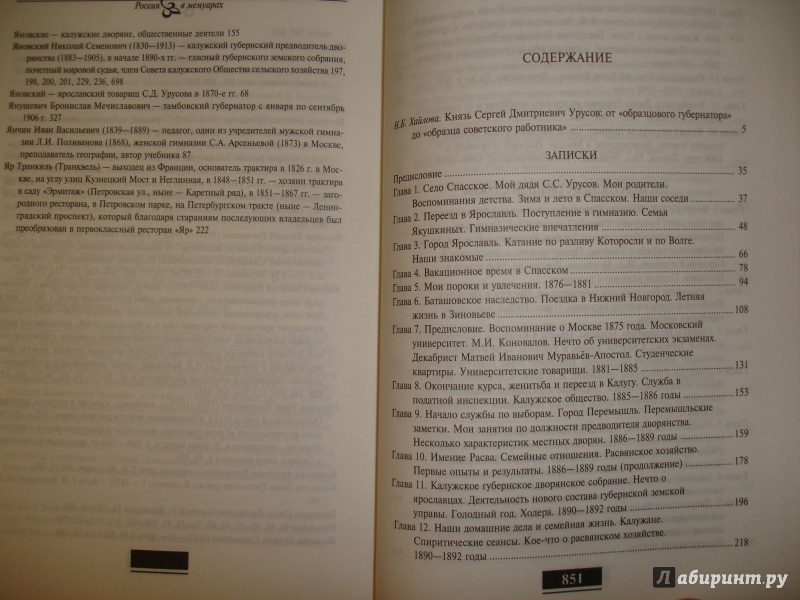 Россия в мемуарах
Яновские — калужские дворяне, общественные деятели 155
Яновский Николай Семенович (1830—1913) — калужский губернский предводитель дво-
рянства (1883—1905), в начале 1890-х гг. — гласный губернского земского собрания,
почетный мировой судья, член Совета калужского Общества сельского хозяйства 197,
198, 200, 201, 229, 236, 698
Яновский — ярославский товарищ С.Д. Урусова в 1870-е гг. 68
Янушевич Бронислав Мечиславович — тамбовский губернатор с января по сентябрь
1906 г. 327
Янчин Иван Васильевич (1839—1889) — педагог, один из учредителей мужской гимна-
зии Л.И. Поливанова (1868), женской гимназии С.А. Арсеньевой (1873) в Москве,
преподаватель географии, автор учебника 87
Яр Транкиль (Транквель) — выходец из Франции, основатель трактира в 1826 г. в Мос-
кве, на углу улиц Кузнецкий Мост и Неглинная, в 1848—1851 гг. — хозяин трактира
в саду «Эрмитаж» (Петровская ул., ныне — Каретный ряд), в 1851—1867 гг. — заго-
родного ресторана, в Петровском парке, на Петербургском тракте (ныне — Ленин-
градский проспект), который благодаря стараниям последующих владельцев был
преобразован в первоклассный ресторан «Яр» 222
СОДЕРЖАНИЕ
Н.Б. Хайлова. Князь Сергей Дмитриевич Урусов: от «образцового губернатора»
до «образца советского работника» 5
ЗАПИСКИ
Предисловие 35
Глава 1. Село Спасское. Мой дядя С.С. Урусов. Мои родители.
Воспоминания детства. Зима и лето в Спасском. Наши соседи 37
Глава 2. Переезд в Ярославль. Поступление в гимназию. Семья
Якушкиных. Гимназические впечатления 48
Глава 3. Город Ярославль. Катание по разливу Которосли и по Волге.
Наши знакомые 66
Глава 4. Вакационное время в Спасском 78
Глава 5. Мои пороки и увлечения. 1876—1881 94
Глава 6. Баташовское наследство. Поездка в Нижний Новгород. Летняя
жизнь в Зиновьеве 108
Глава 7. Предисловие. Воспоминание о Москве 1875 года. Московский
университет. М.И. Коновалов. Нечто об университетских экзаменах.
Декабрист Матвей Иванович Муравьёв-Апостол. Студенческие
квартиры. Университетские товарищи. 1881—1885 131
Глава 8. Окончание курса, женитьба и переезд в Калугу. Служба в
податной инспекции. Калужское общество. 1885—1886 годы 153
Глава 9. Начало службы по выборам. Город Перемышль. Перемышльские
заметки. Мои занятия по должности предводителя дворянства.
Несколько характеристик местных дворян. 1886—1889 годы 159
Глава 10. Имение Расва. Семейные отношения. Расвянское хозяйство.
Первые опыты и результаты. 1886—1889 годы (продолжение) 178
Глава 11. Калужское губернское дворянское собрание. Нечто о
ярославцах. Деятельность нового состава губернской земской
управы. Голодный год. Холера. 1890—1892 годы 196
Глава 12. Наши домашние дела и семейная жизнь. Калужане.
Спиритические сеансы. Кое-что о расвянском хозяйстве.
1890—1892 годы 218
851
Лабиринт.ру